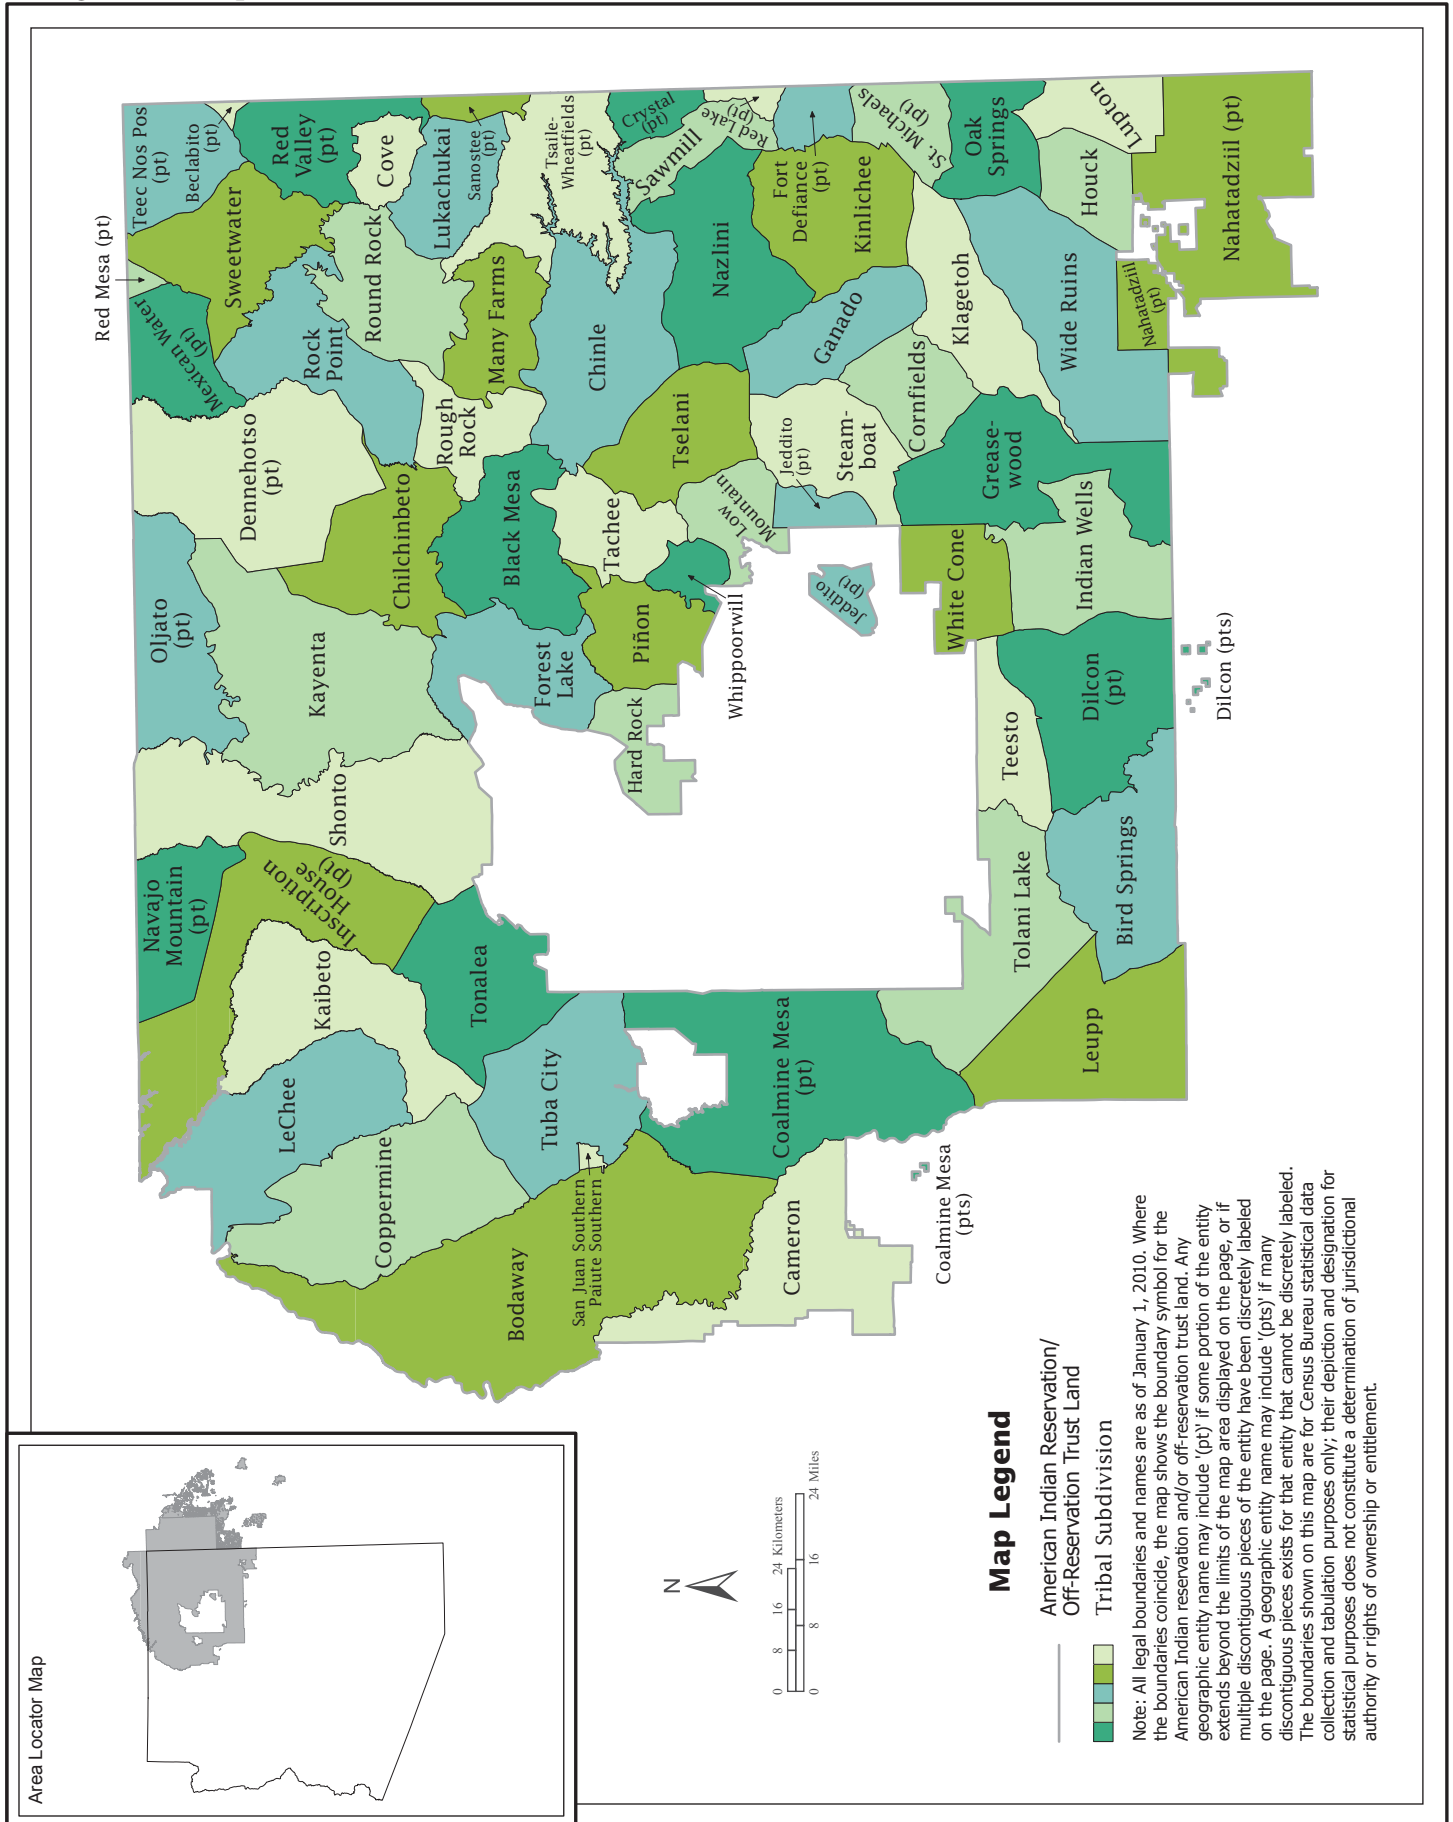 Area Locator Map
Red Mesa (pt)
Teec Nos Pos
(pt)
Beclabito
(pt)
Red
Valley
(pt)
Cove
Lukachukai
Sanostee
(pt)
Tsaile-
Wheatfields
(pt)
Crystal
(pt)
Sawmill
Red Lake
(pt)
Fort
Defiance
(pt)
St. Michaels
(pt)
Oak
Springs
Lupton
Nahatadziil (pt)
Sweetwater
Mexican Water
(pt)
Rock
Point
Round Rock
Many Farms
Chinle
Nazlini
Kinlichee
Ganado
Klagetoh
Wide Ruins
Houck
Nahatadziil
(pt)
Dennehotso
(pt)
Rough
Rock
Chilchinbeto
Black Mesa
Tachee
Tselani
Low
Mountain
Jeddito
(pt)
Steam-
boat
Cornfields
Grease-
wood
Indian Wells
White Cone
Jeddito
(pt)
Oljato
(pt)
Kayenta
Forest
Lake
Piñon
Whippoorwill
Hard Rock
Teesto
Dilcon
(pt)
Dilcon (pts)
Shonto
Navajo
Mountain
(pt)
Inscription
House
(pt)
Kaibeto
Tonalea
Tolani Lake
Bird Springs
Leupp
LeChee
Coppermine
Tuba City
Coalmine Mesa
(pt)
San Juan Southern
Paiute Southern
Bodaway
Cameron
Coalmine Mesa
(pts)
N
0
8
16
24 Kilometers
0
8
16
24 Miles
Map Legend
American Indian Reservation/
Off-Reservation Trust Land
Tribal Subdivision
Note: All legal boundaries and names are as of January 1, 2010. Where
the boundaries coincide, the map shows the boundary symbol for the
American Indian reservation and/or off-reservation trust land. Any
geographic entity name may include '(pt)' if some portion of the entity
extends beyond the limits of the map area displayed on the page, or if
multiple discontiguous pieces of the entity have been discretely labeled
on the page. A geographic entity name may include '(pts)' if many
discontiguous pieces exists for that entity that cannot be discretely labeled.
The boundaries shown on this map are for Census Bureau statistical data
collection and tabulation purposes only; their depiction and designation for
statistical purposes does not constitute a determination of jurisdictional
authority or rights of ownership or entitlement.